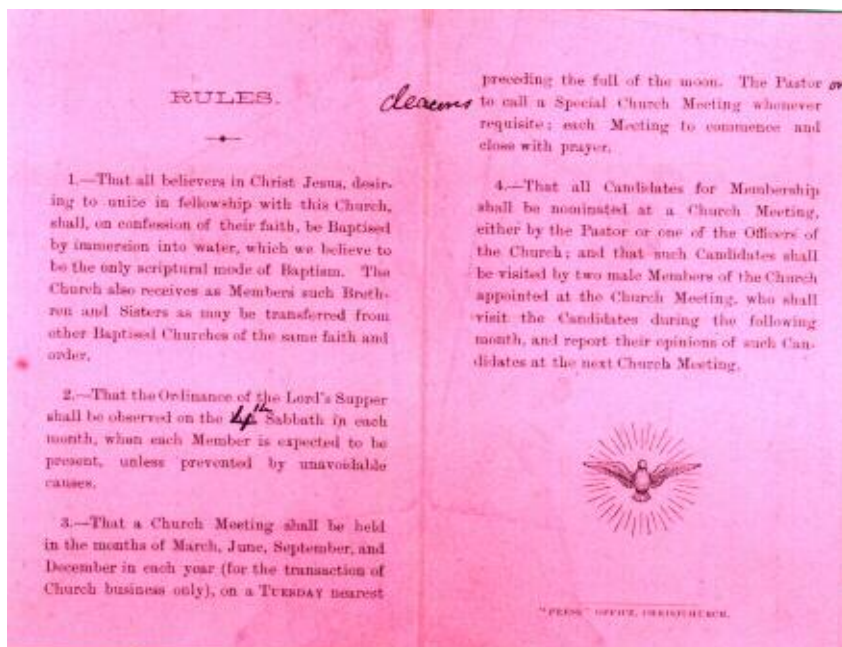 RULES.
1.—That all believers in Christ Jesus, desir-
ing to unite in fellowship with this Church,
shall, on confession of their faith, be Baptised
by immersion into water, which we believe to
be the only scriptural mode of Baptism. The
Church also receives as Members such Breth-
ren and Sisters as may be transferred from
other Baptised Churches of the same faith and
order.
2.—That the Ordinance of the Lord's Supper
shall be observed on the 4th Sabbath in each
month, when each Member is expected to be
present, unless prevented by unavoidable
causes.
3.—That a Church Meeting shall be held
in the months of March, June, September, and
December in each year (for the transaction of
Church business only), on a TUESDAY nearest
preceding the full of the moon. The Pastor or
deacons to call a Special Church Meeting whenever
requisite; each Meeting to commence and
close with prayer.
4.—That all Candidates for Membership
shall be nominated at a Church Meeting,
either by the Pastor or one of the Officers of
the Church; and that such Candidates shall
be visited by two male Members of the Church
appointed at the Church Meeting, who shall
visit the Candidates during the following
month, and report their opinions of such Can-
didates at the next Church Meeting.
"PRESS" OFFICE, CHRISTCHURCH.